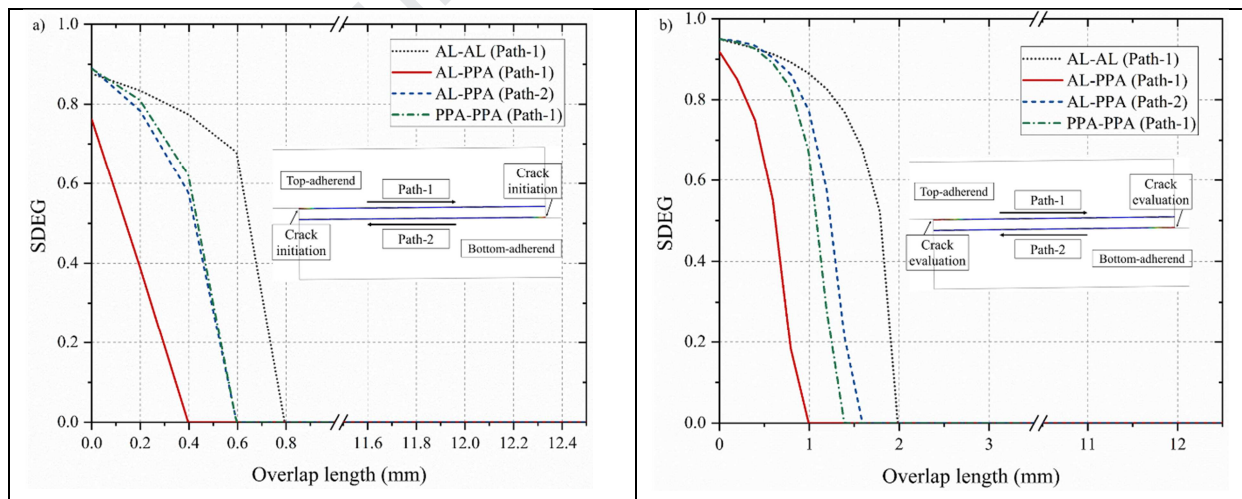 a)
1.0
0.8
0.6
0.4
0.2
0.0
SDEG
AL-AL (Path-1)
AL-PPA (Path-1)
AL-PPA (Path-2)
PPA-PPA (Path-1)
Top-adherend
Path-1
Crack
initiation
Crack
initiation
Path-2
Bottom-adherend
0.0 0.2 0.4 0.6 0.8 11.6 11.8 12.0 12.2 12.4
Overlap length (mm)
b)
1.0
0.8
0.6
0.4
0.2
0.0
SDEG
AL-AL (Path-1)
AL-PPA (Path-1)
AL-PPA (Path-2)
PPA-PPA (Path-1)
Top-adherend
Path-1
Crack
evaluation
Crack
evaluation
Path-2
Bottom-adherend
0 1 2 3 11 12
Overlap length (mm)